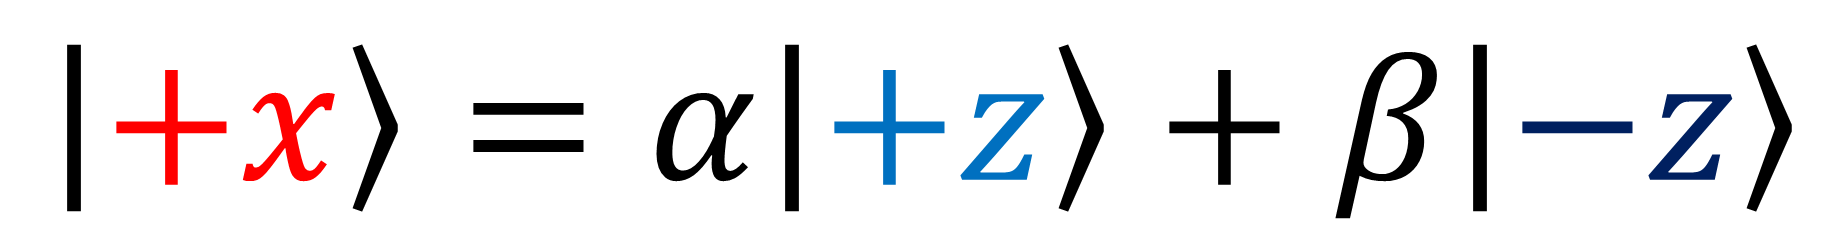 |+x⟩ = α|+z⟩ + β|−z⟩